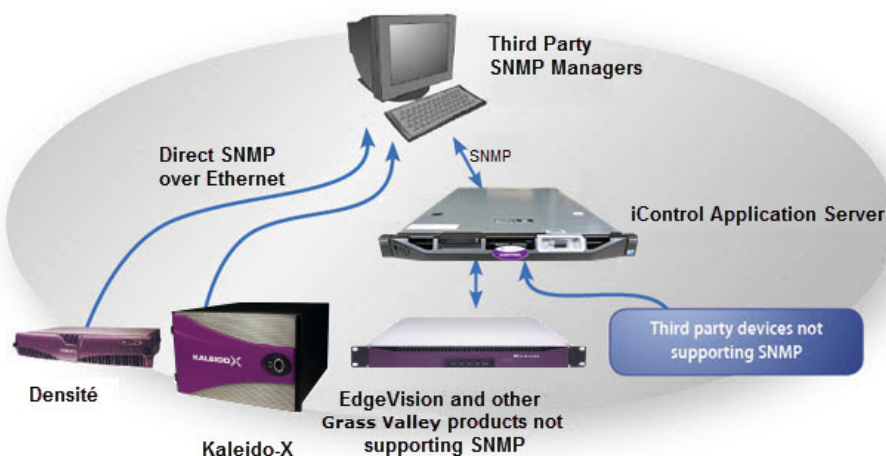 Third Party
SNMP Managers
Direct SNMP
over Ethernet
SNMP
iControl Application Server
KALEIDOX
Third party devices not
supporting SNMP
Densité
Kaleido-X
EdgeVision and other
Grass Valley products not
supporting SNMP